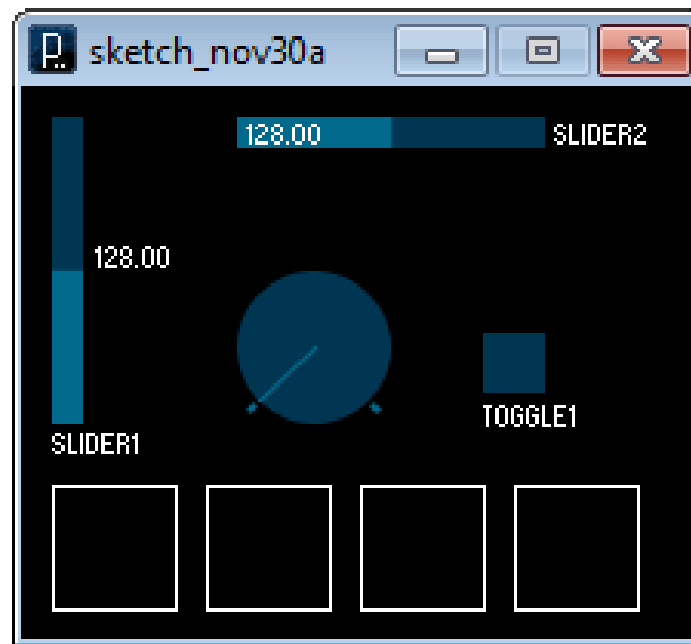 sketch_nov30a
128.00 SLIDER2
128.00
TOGGLE1
SLIDER1